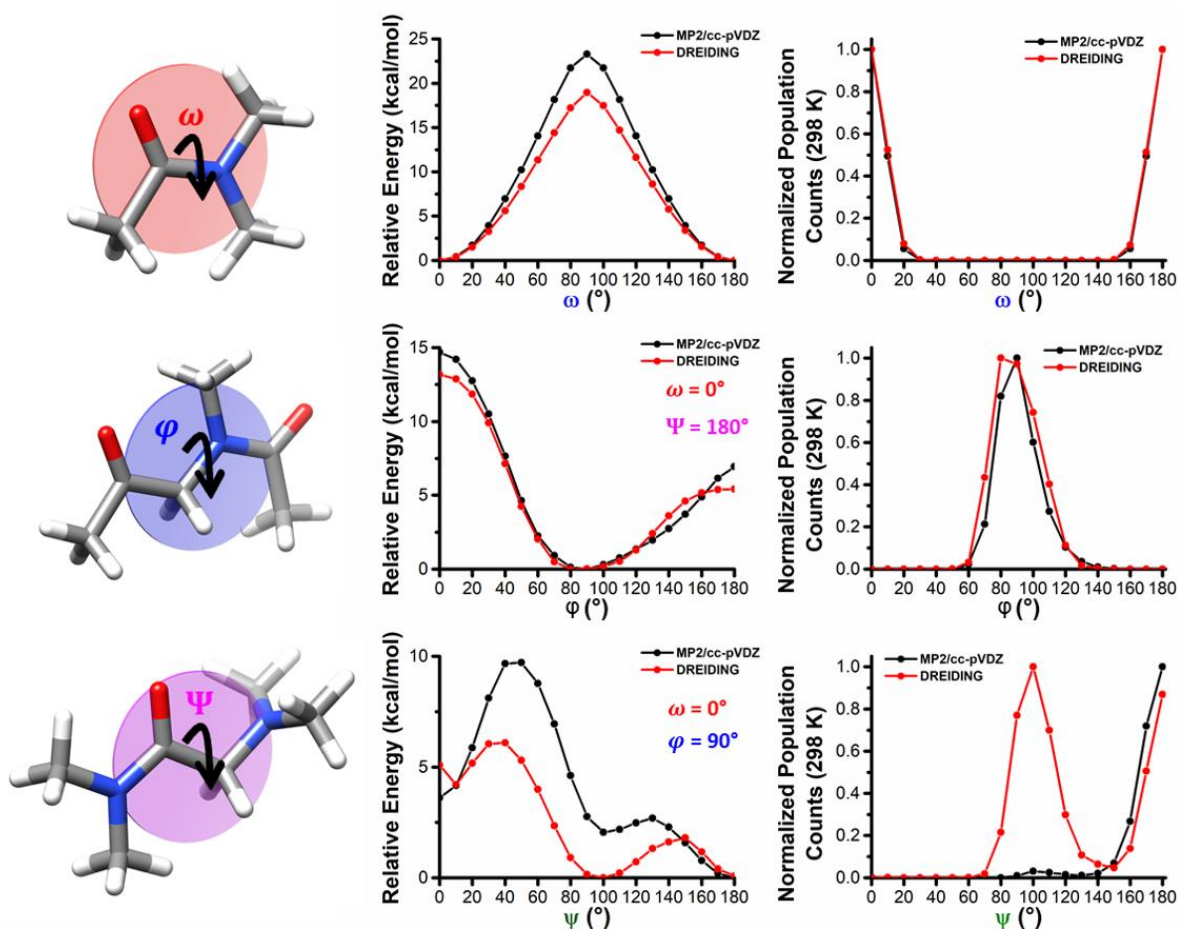 ω
Relative Energy (kcal/mol)
25
20
15
10
5
0
0 20 40 60 80 100 120 140 160 180
ω (°)
MP2/cc-pVDZ
DREIDING
Normalized Population
Counts (298 K)
1.0
0.8
0.6
0.4
0.2
0.0
0 20 40 60 80 100 120 140 160 180
ω (°)
MP2/cc-pVDZ
DREIDING
φ
Relative Energy (kcal/mol)
15
10
5
0
0 20 40 60 80 100 120 140 160 180
φ (°)
MP2/cc-pVDZ
DREIDING
ω = 0°
Ψ = 180°
Normalized Population
Counts (298 K)
1.0
0.8
0.6
0.4
0.2
0.0
0 20 40 60 80 100 120 140 160 180
φ (°)
MP2/cc-pVDZ
DREIDING
Ψ
Relative Energy (kcal/mol)
10
5
0
0 20 40 60 80 100 120 140 160 180
ψ (°)
MP2/cc-pVDZ
DREIDING
ω = 0°
φ = 90°
Normalized Population
Counts (298 K)
1.0
0.8
0.6
0.4
0.2
0.0
0 20 40 60 80 100 120 140 160 180
ψ (°)
MP2/cc-pVDZ
DREIDING